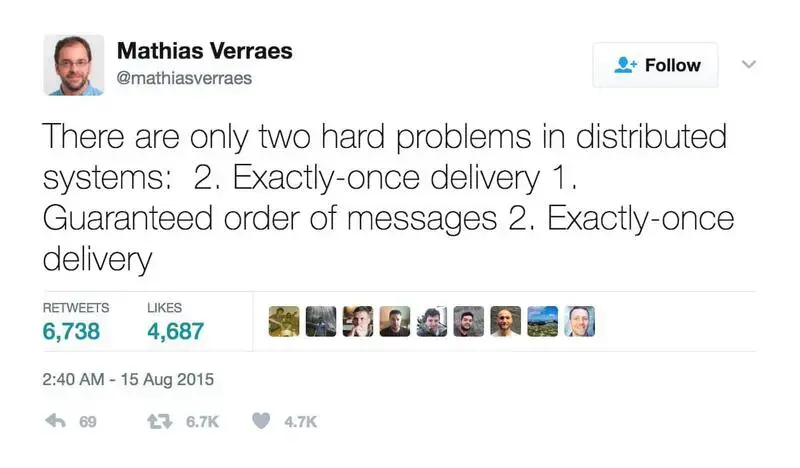 Mathias Verraes
@mathiasverraes
Follow
There are only two hard problems in distributed
systems:  2. Exactly-once delivery 1.
Guaranteed order of messages 2. Exactly-once
delivery
RETWEETS LIKES
6,738 4,687
2:40 AM - 15 Aug 2015
69 6.7K 4.7K